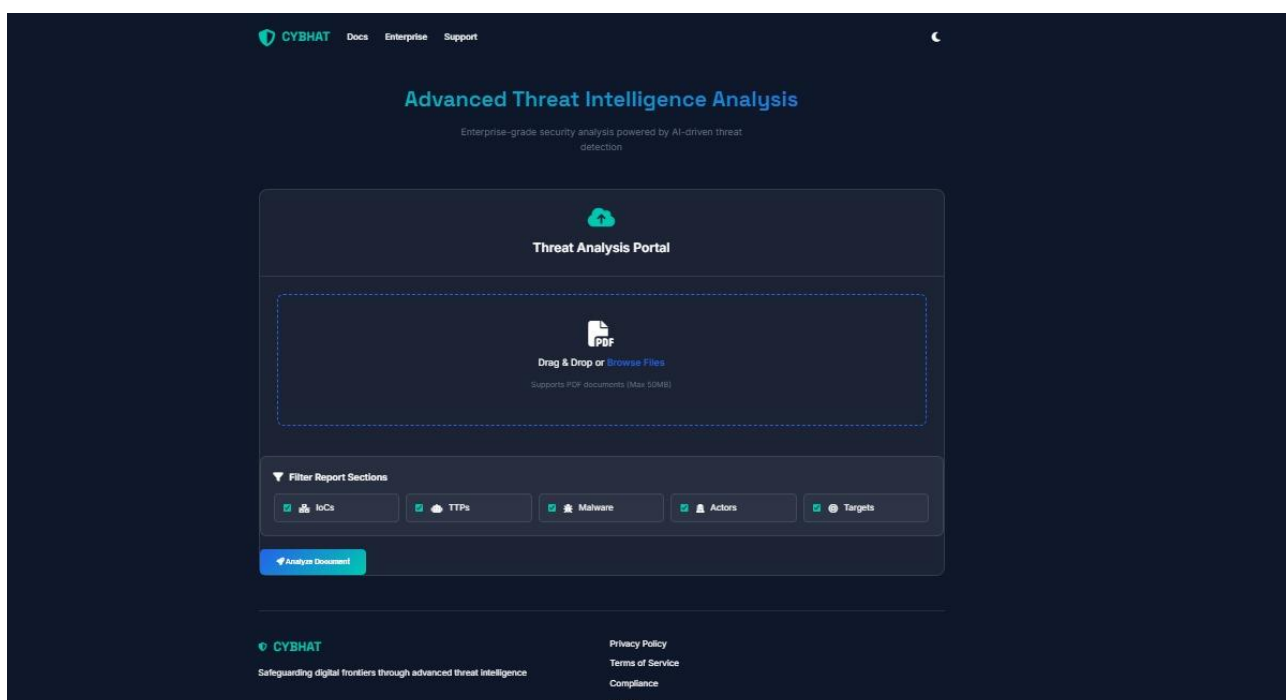 CYBHAT Docs Enterprise Support
Advanced Threat Intelligence Analysis
Enterprise-grade security analysis powered by AI-driven threat
detection
Threat Analysis Portal
PDF
Drag & Drop or Browse Files
Supports PDF documents (Max 50MB)
Filter Report Sections
IoCs TTPs Malware Actors Targets
Analyze Document
CYBHAT
Safeguarding digital frontiers through advanced threat intelligence
Privacy Policy
Terms of Service
Compliance